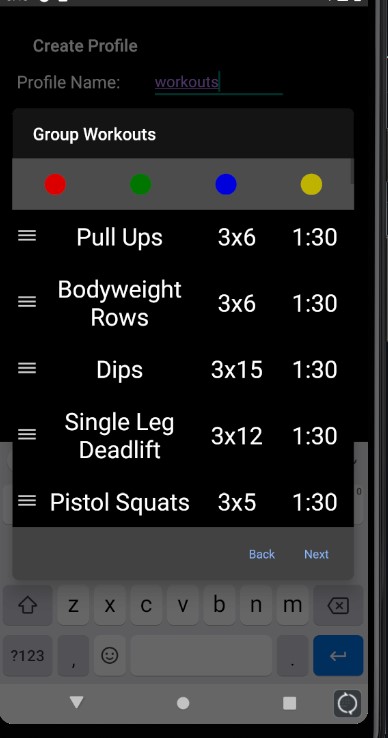 Create Profile
Profile Name: workouts
Group Workouts
Pull Ups 3x6 1:30
Bodyweight
Rows 3x6 1:30
Dips 3x15 1:30
Single Leg
Deadlift 3x12 1:30
Pistol Squats 3x5 1:30
Back Next
0
z x c v b n m
?123 , .